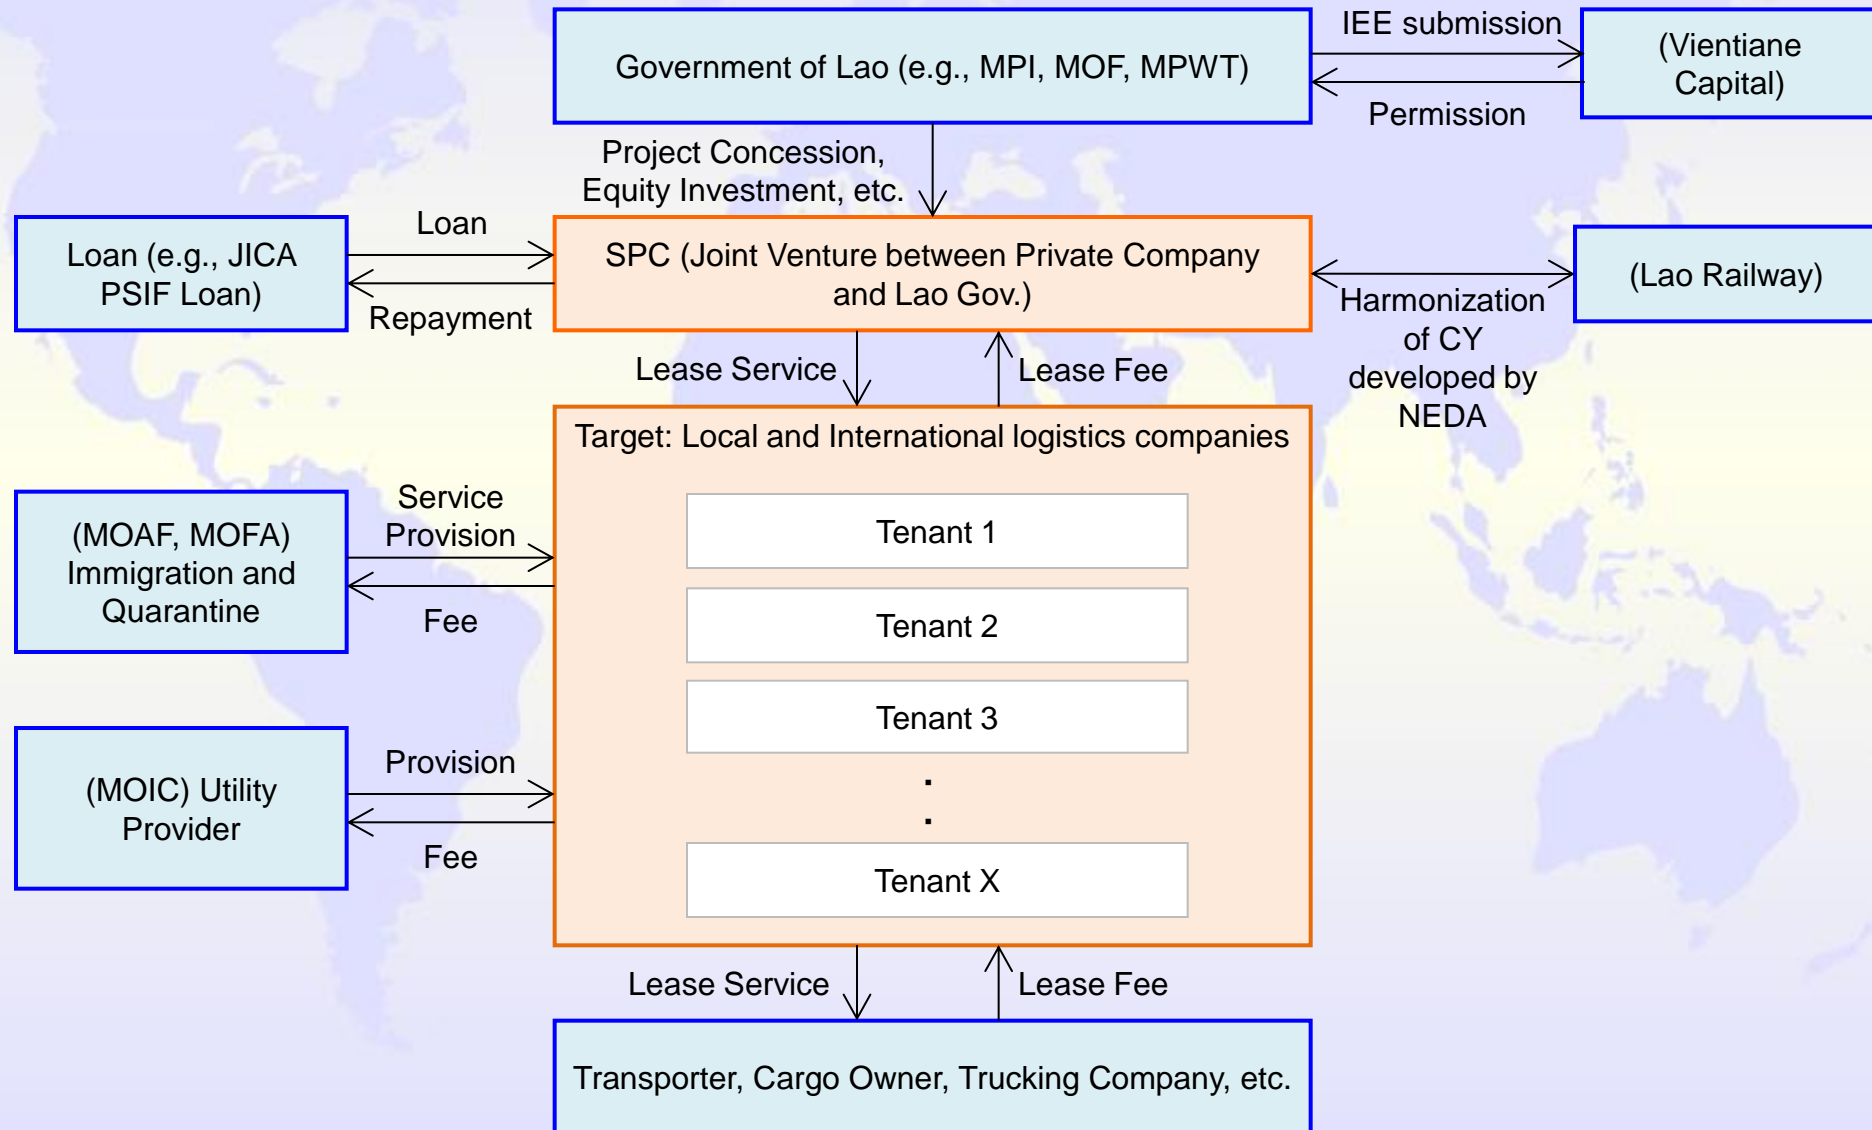 Government of Lao (e.g., MPI, MOF, MPWT)
IEE submission
Permission
(Vientiane
Capital)
Project Concession,
Equity Investment, etc.
Loan (e.g., JICA
PSIF Loan)
Loan
Repayment
SPC (Joint Venture between Private Company
and Lao Gov.)
Harmonization
of CY
developed by
NEDA
(Lao Railway)
Lease Service
Lease Fee
Target: Local and International logistics companies
Tenant 1
Tenant 2
Tenant 3
.
.
Tenant X
(MOAF, MOFA)
Immigration and
Quarantine
Service
Provision
Fee
(MOIC) Utility
Provider
Provision
Fee
Lease Service
Lease Fee
Transporter, Cargo Owner, Trucking Company, etc.